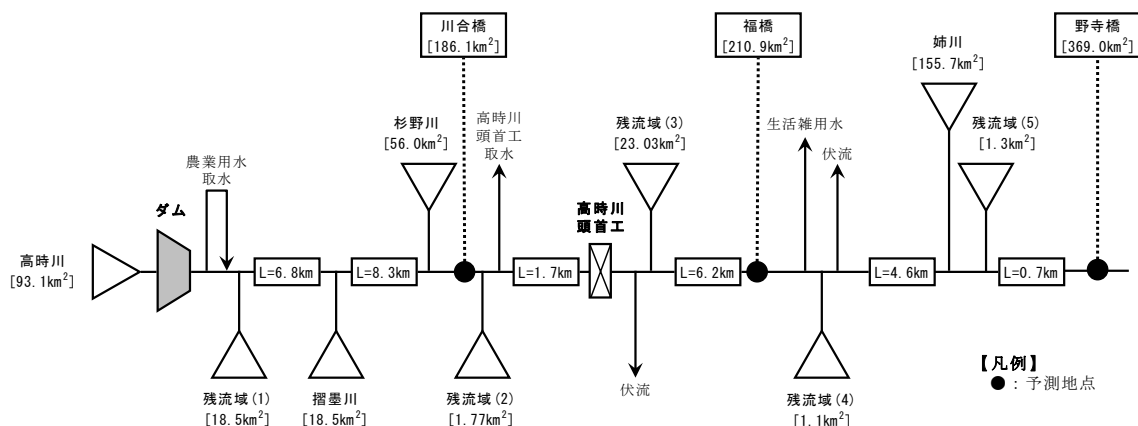 川合橋
[186.1km²]
福橋
[210.9km²]
野寺橋
[369.0km²]
姉川
[155.7km²]
杉野川
[56.0km²]
高時川
頭首工
取水
残流域(3)
[23.03km²]
生活雑用水
伏流
残流域(5)
[1.3km²]
農業用水
取水
ダム
高時川
頭首工
高時川
[93.1km²]
L=6.8km
L=8.3km
L=1.7km
L=6.2km
L=4.6km
L=0.7km
残流域(1)
[18.5km²]
摺墨川
[18.5km²]
残流域(2)
[1.77km²]
伏流
残流域(4)
[1.1km²]
【凡例】
●:予測地点